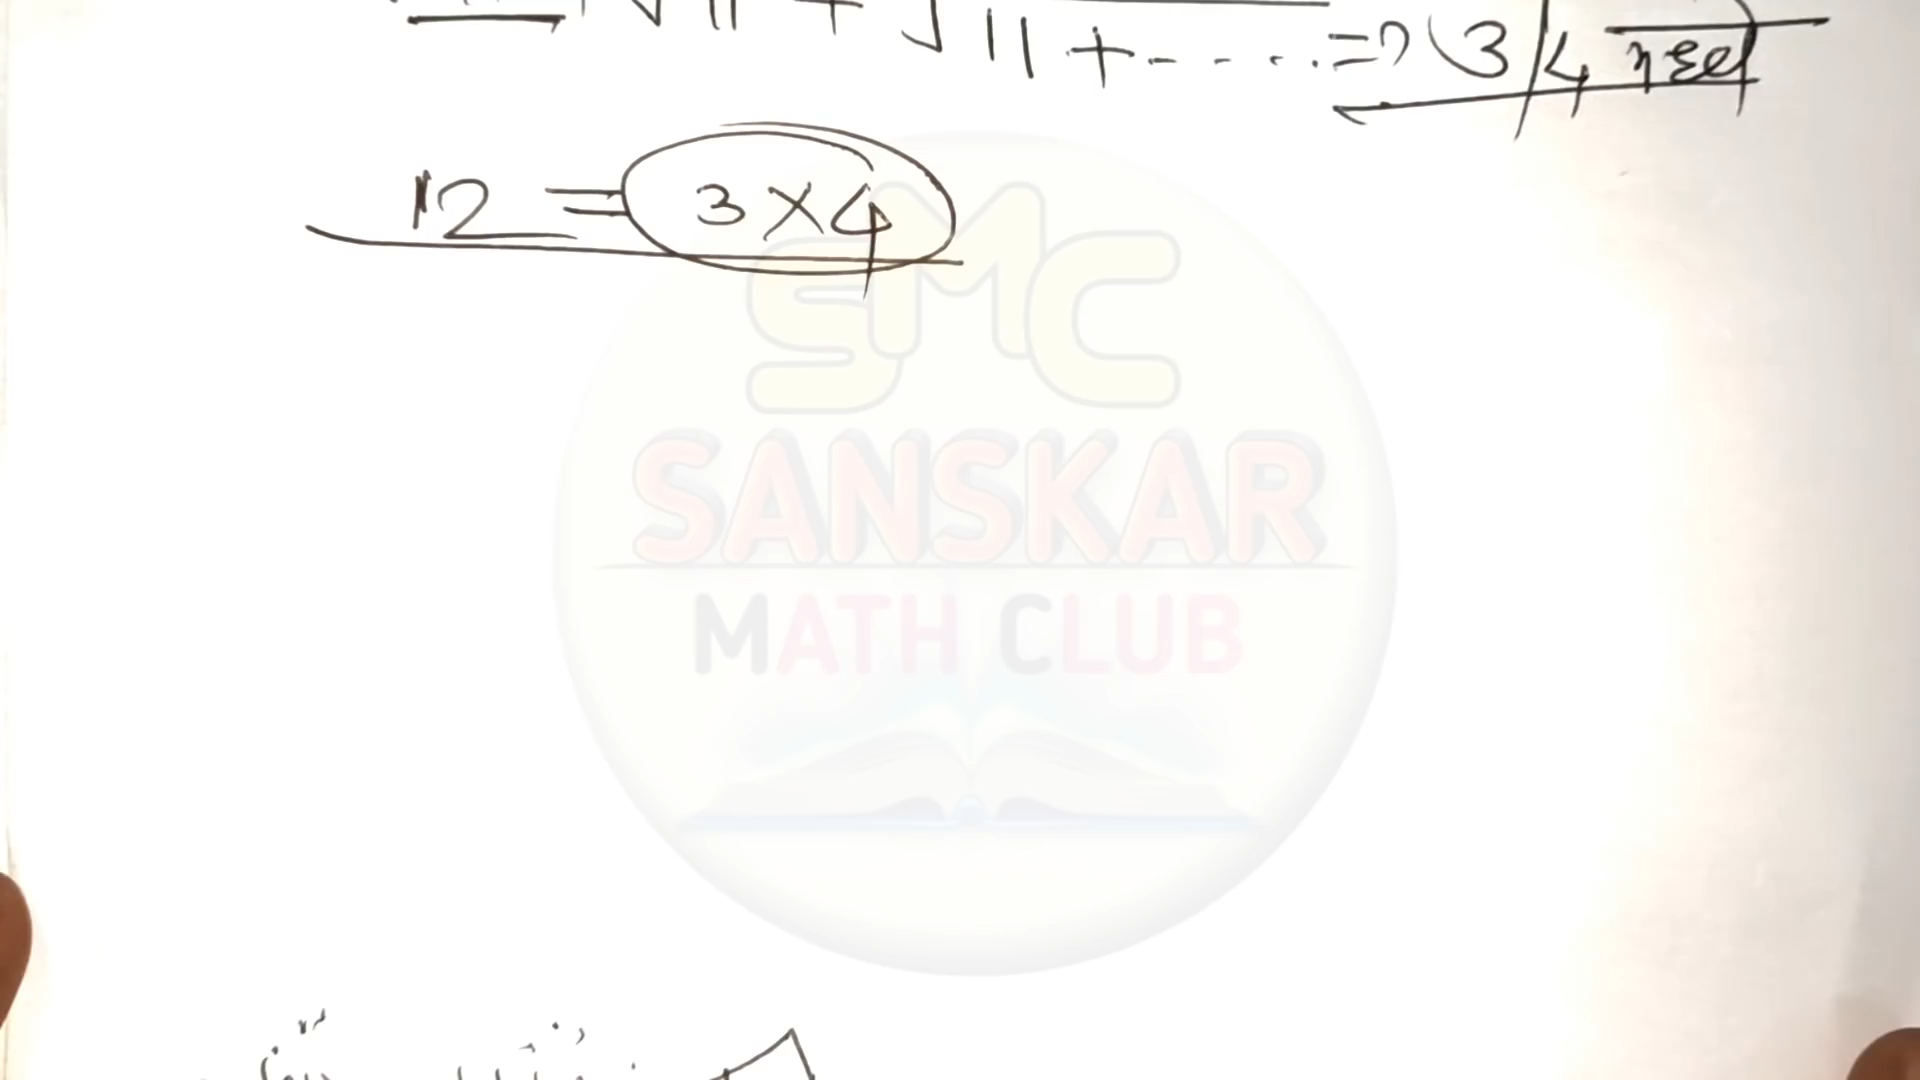 √11 + √11 + ..... => (3/4 नहीं
12 = 3×4
SMC
SANSKAR
MATH CLUB